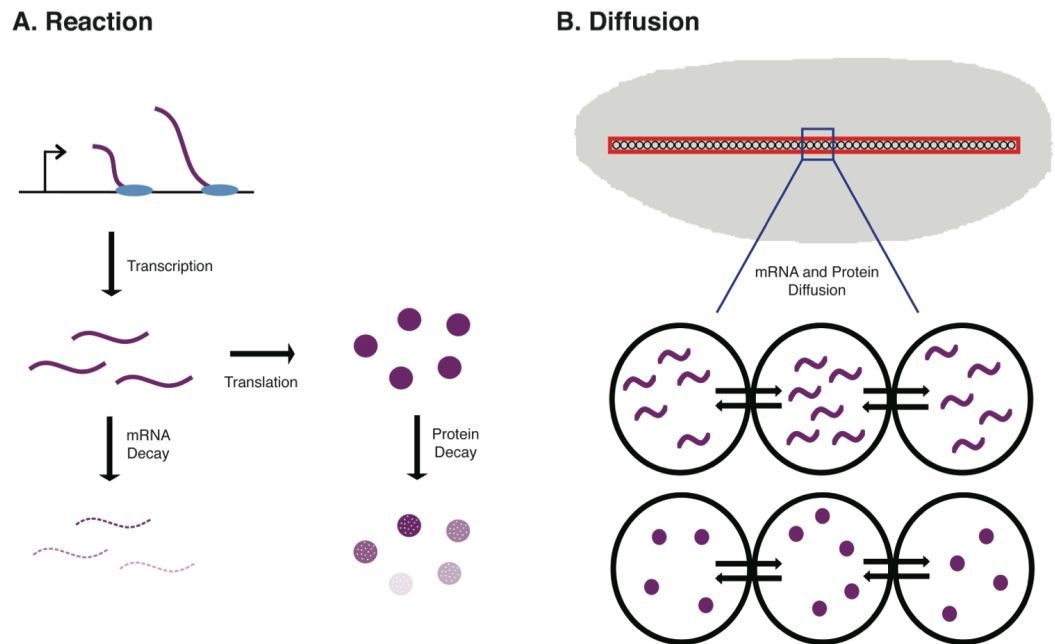 A. Reaction
Transcription
Translation
mRNA
Decay
Protein
Decay
B. Diffusion
mRNA and Protein
Diffusion